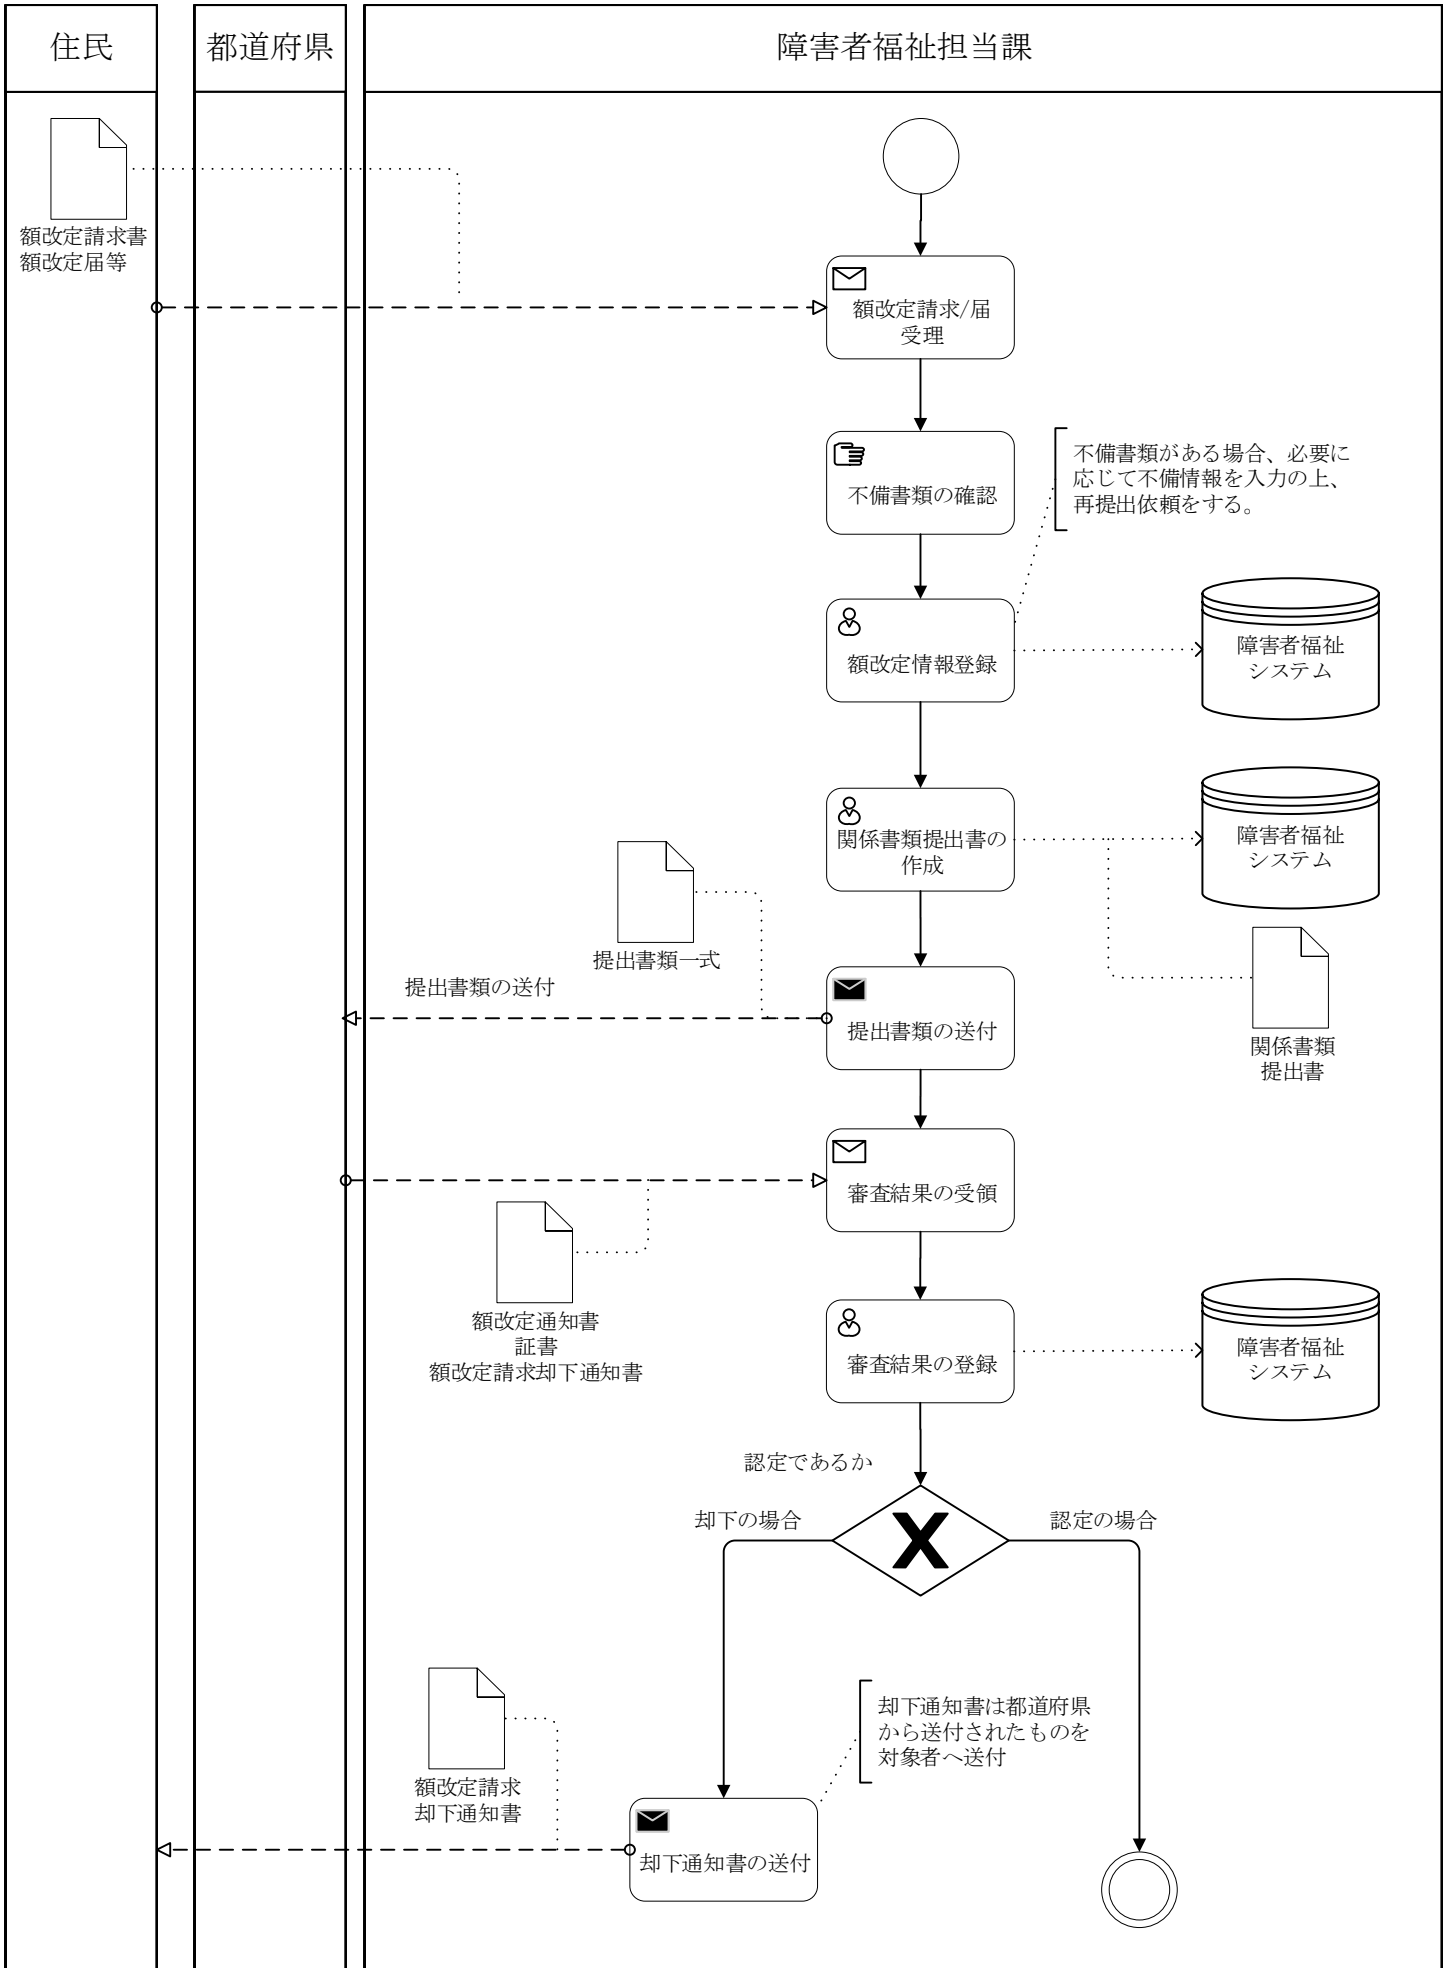 住民
都道府県
障害者福祉担当課
額改定請求書
額改定届等
額改定請求/届
受理
不備書類の確認
不備書類がある場合、必要に
応じて不備情報を入力の上、
再提出依頼をする。
額改定情報登録
障害者福祉
システム
関係書類提出書の
作成
障害者福祉
システム
提出書類一式
提出書類の送付
提出書類の送付
関係書類
提出書
審査結果の受領
額改定通知書
証書
額改定請求却下通知書
審査結果の登録
障害者福祉
システム
認定であるか
却下の場合
X
認定の場合
却下通知書は都道府県
から送付されたものを
対象者へ送付
額改定請求
却下通知書
却下通知書の送付